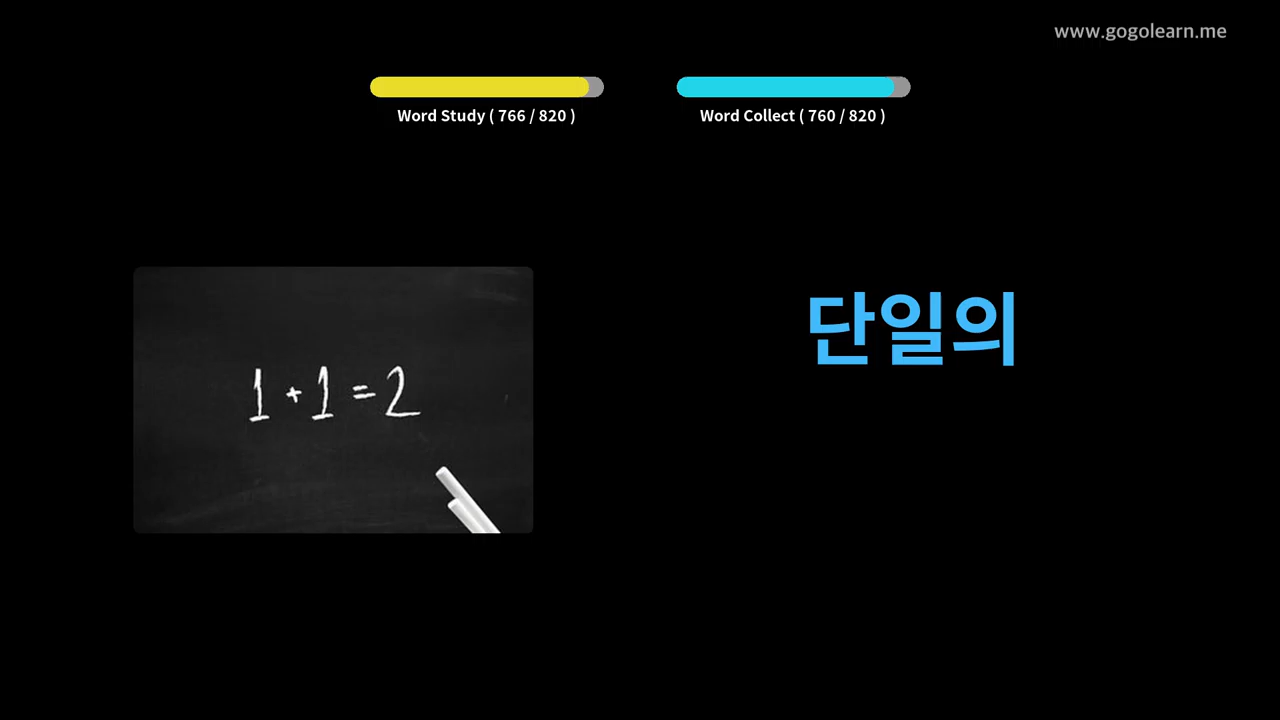 www.gogolearn.me
Word Study ( 766 / 820 )
Word Collect ( 760 / 820 )
단일의
1 + 1 = 2